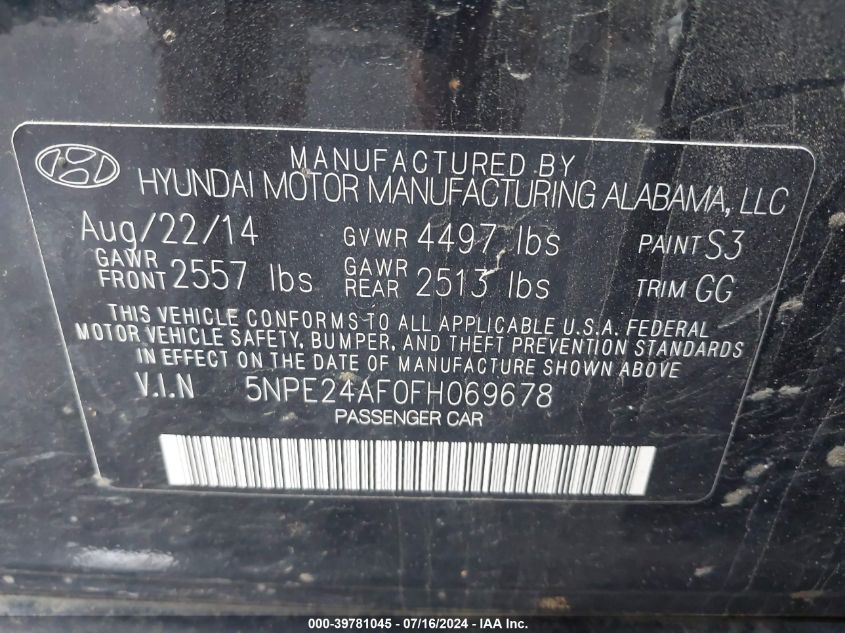 MANUFACTURED BY
HYUNDAI MOTOR MANUFACTURING ALABAMA, LLC
Aug/22/14 GVWR 4497 lbs PAINT S3
GAWR FRONT 2557 lbs GAWR REAR 2513 lbs TRIM GG
THIS VEHICLE CONFORMS TO ALL APPLICABLE U.S.A. FEDERAL
MOTOR VEHICLE SAFETY, BUMPER, AND THEFT PREVENTION STANDARDS
IN EFFECT ON THE DATE OF MANUFACTURE SHOWN ABOVE
V.I.N 5NPE24AF0FH069678
PASSENGER CAR
000-39781045 - 07/16/2024 - IAA Inc.